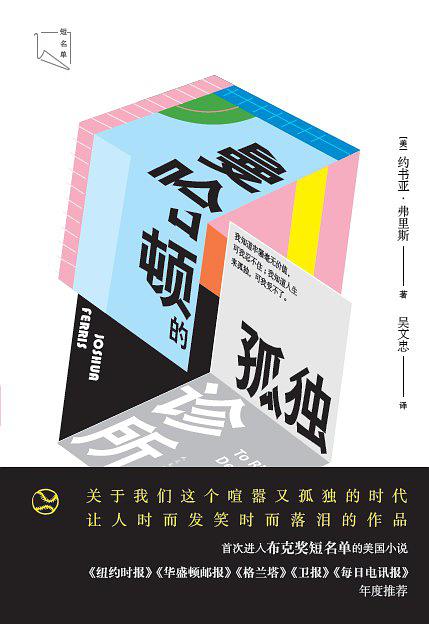 短名单
曼哈顿的
孤独
诊所
我知道牢骚毫无价值，
可我忍不住；我知道人生
来孤独，可我受不了。
JOSHUA
FERRIS
To R
[美] 约书亚·弗里斯 —— 著
吴文忠 —— 译
关于我们这个喧嚣又孤独的时代
让人时而发笑时而落泪的作品
首次进入布克奖短名单的美国小说
《纽约时报》《华盛顿邮报》《格兰塔》《卫报》《每日电讯报》
年度推荐